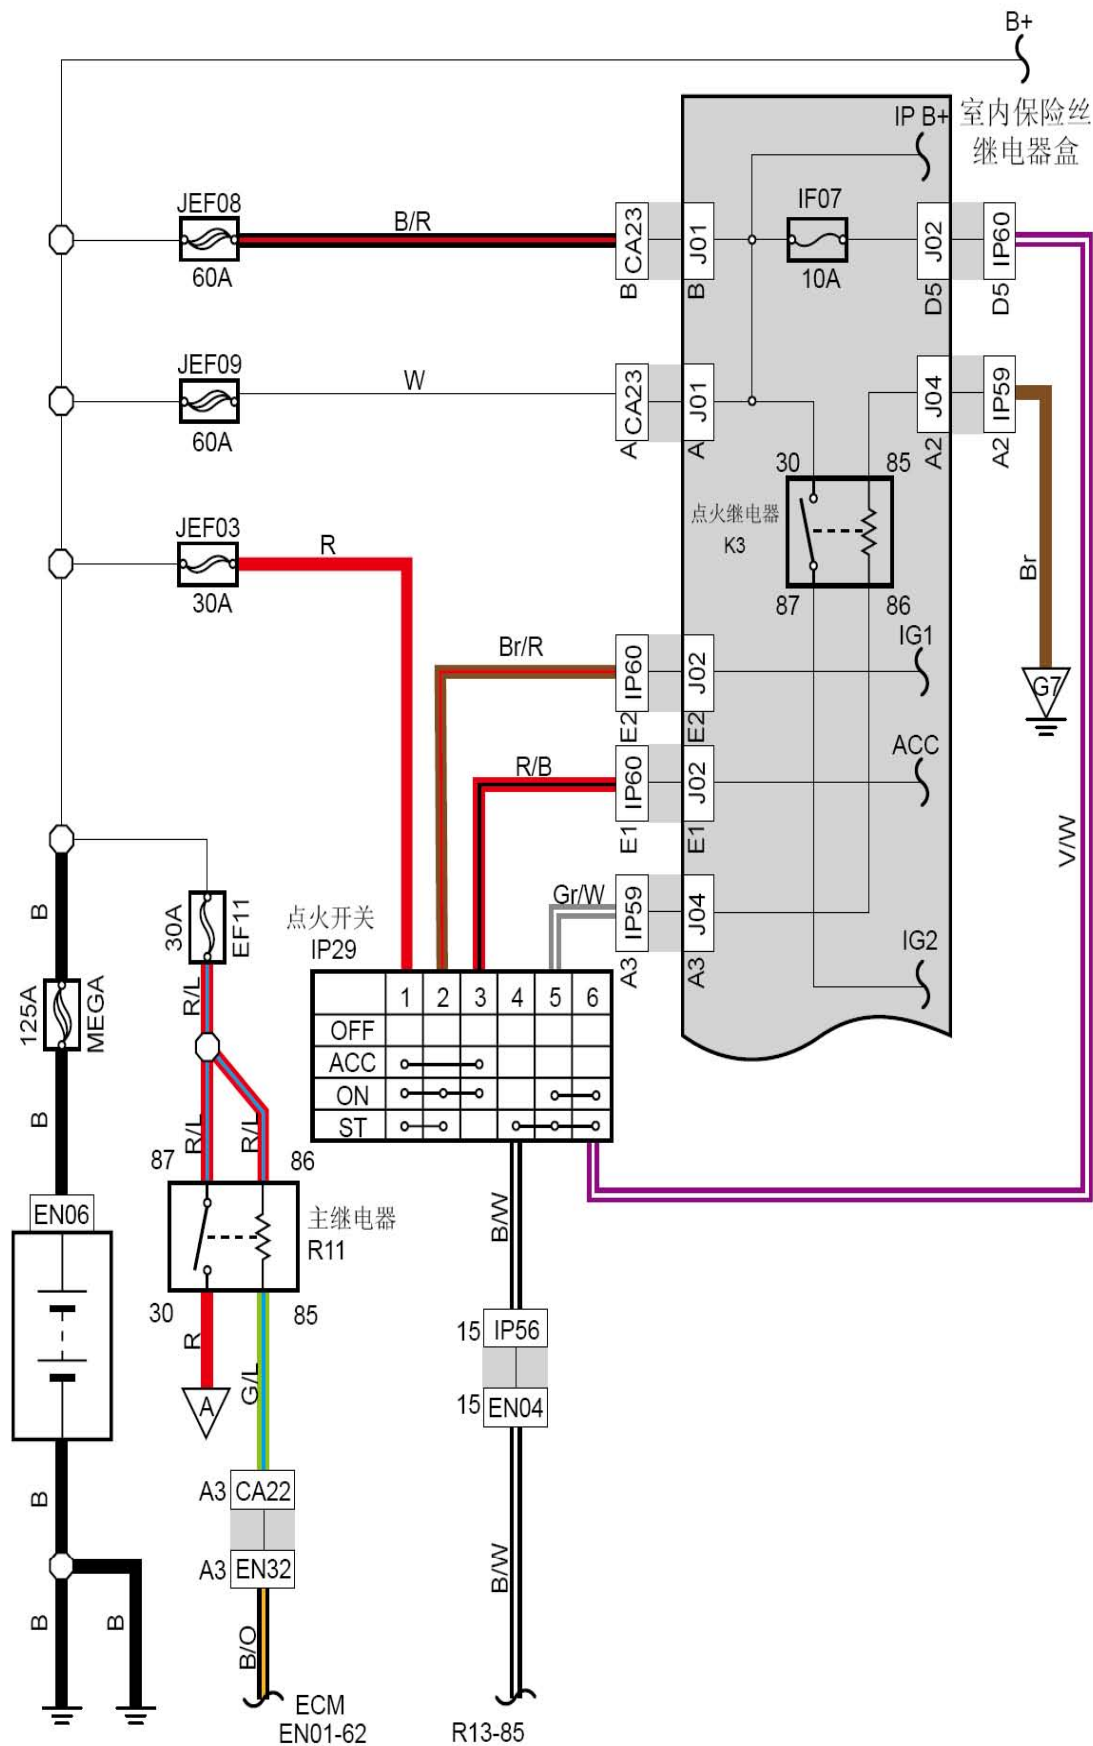 B+
室内保险丝
继电器盒
IP B+
JEF08
60A
B/R
CA23
B
J01
B
IF07
10A
J02
D5
IP60
D5
JEF09
60A
W
CA23
A
J01
A
J04
A2
IP59
A2
30
85
点火继电器
K3
87
86
JEF03
30A
R
Br
G7
Br/R
IP60
E2
J02
E2
IG1
R/B
IP60
E1
J02
E1
ACC
V/W
Gr/W
IP59
A3
J04
A3
IG2
B
30A
EF11
点火开关
IP29
125A
MEGA
R/L
1 2 3 4 5 6
OFF
ACC
ON
ST
B
R/L
R/L
87
86
EN06
主继电器
R11
30
85
R
A
G/L
B/W
15
IP56
15
EN04
A3
CA22
A3
EN32
B
B
B
B/O
B/W
ECM
EN01-62
R13-85